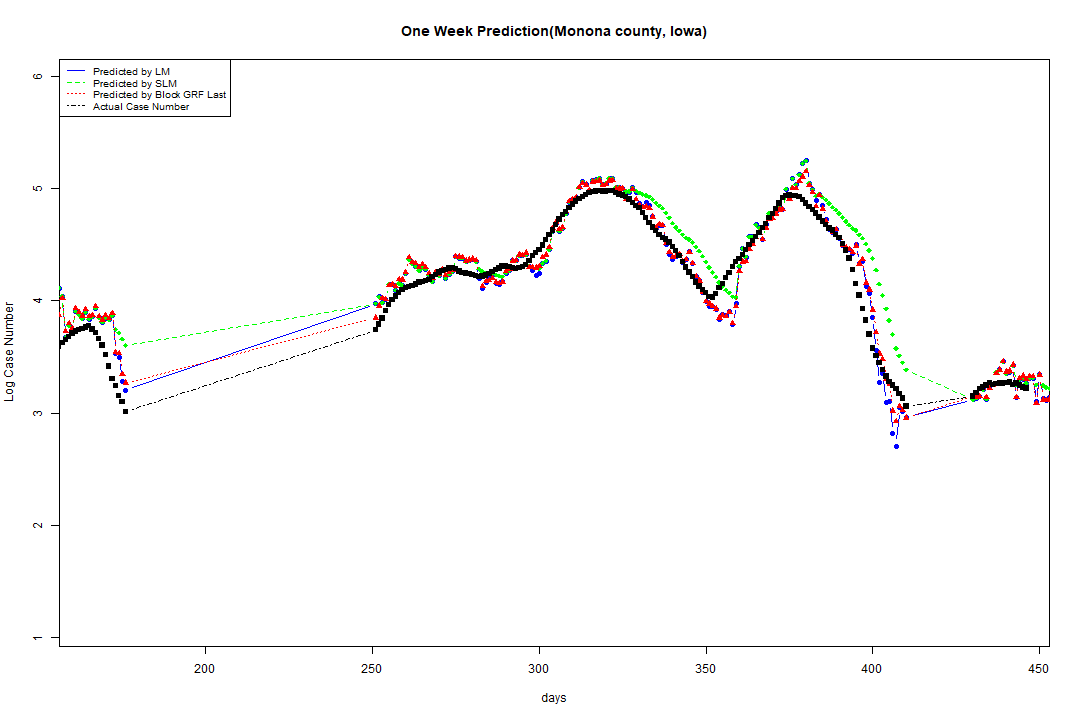 One Week Prediction(Monona county, Iowa)
Predicted by LM
Predicted by SLM
Predicted by Block GRF Last
Actual Case Number
6
5
4
3
2
1
Log Case Number
200 250 300 350 400 450
days